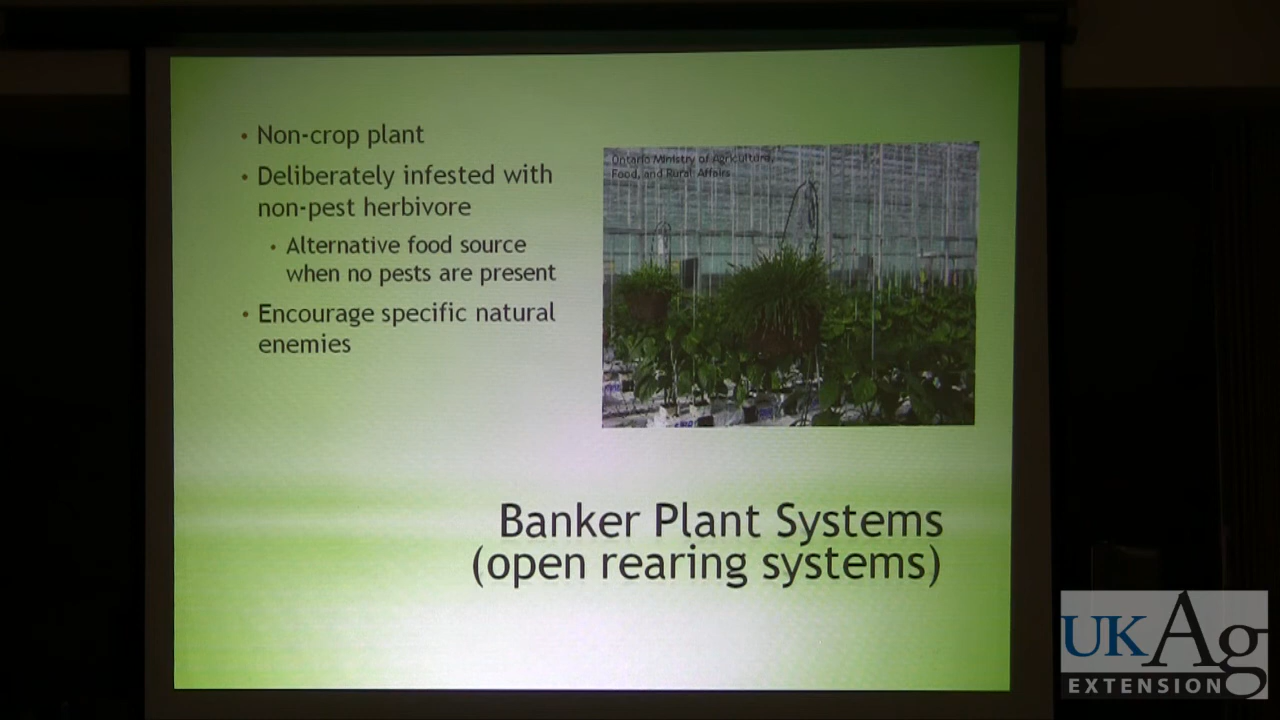 • Non-crop plant
• Deliberately infested with
non-pest herbivore
• Alternative food source
when no pests are present
• Encourage specific natural
enemies
Ontario Ministry of Agriculture,
Food, and Rural Affairs
Banker Plant Systems
(open rearing systems)
UKAg
EXTENSION